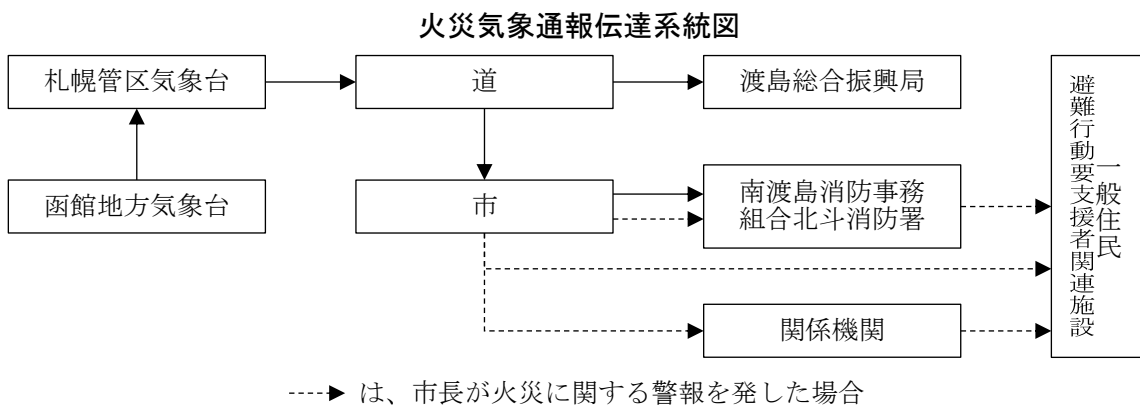 火災気象通報伝達系統図
札幌管区気象台
道
渡島総合振興局
函館地方気象台
市
南渡島消防事務
組合北斗消防署
関係機関
一般住民
避難行動要支援者関連施設
は、市長が火災に関する警報を発した場合